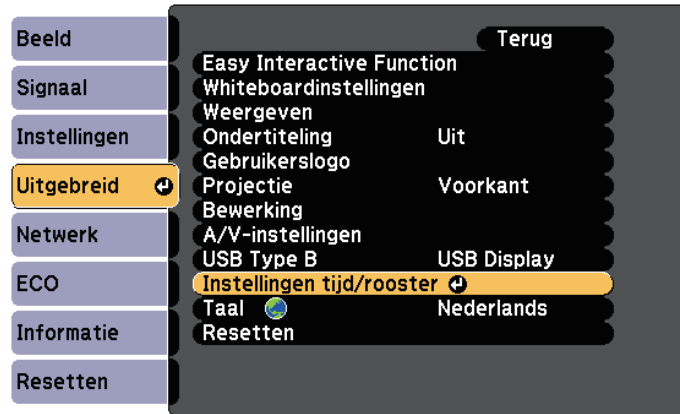 Beeld
Signaal
Instellingen
Uitgebreid
Netwerk
ECO
Informatie
Resetten
Terug
Easy Interactive Function
Whiteboardinstellingen
Weergeven
Ondertiteling Uit
Gebruikerslogo
Projectie Voorkant
Bewerking
A/V-instellingen
USB Type B USB Display
Instellingen tijd/rooster
Taal Nederlands
Resetten